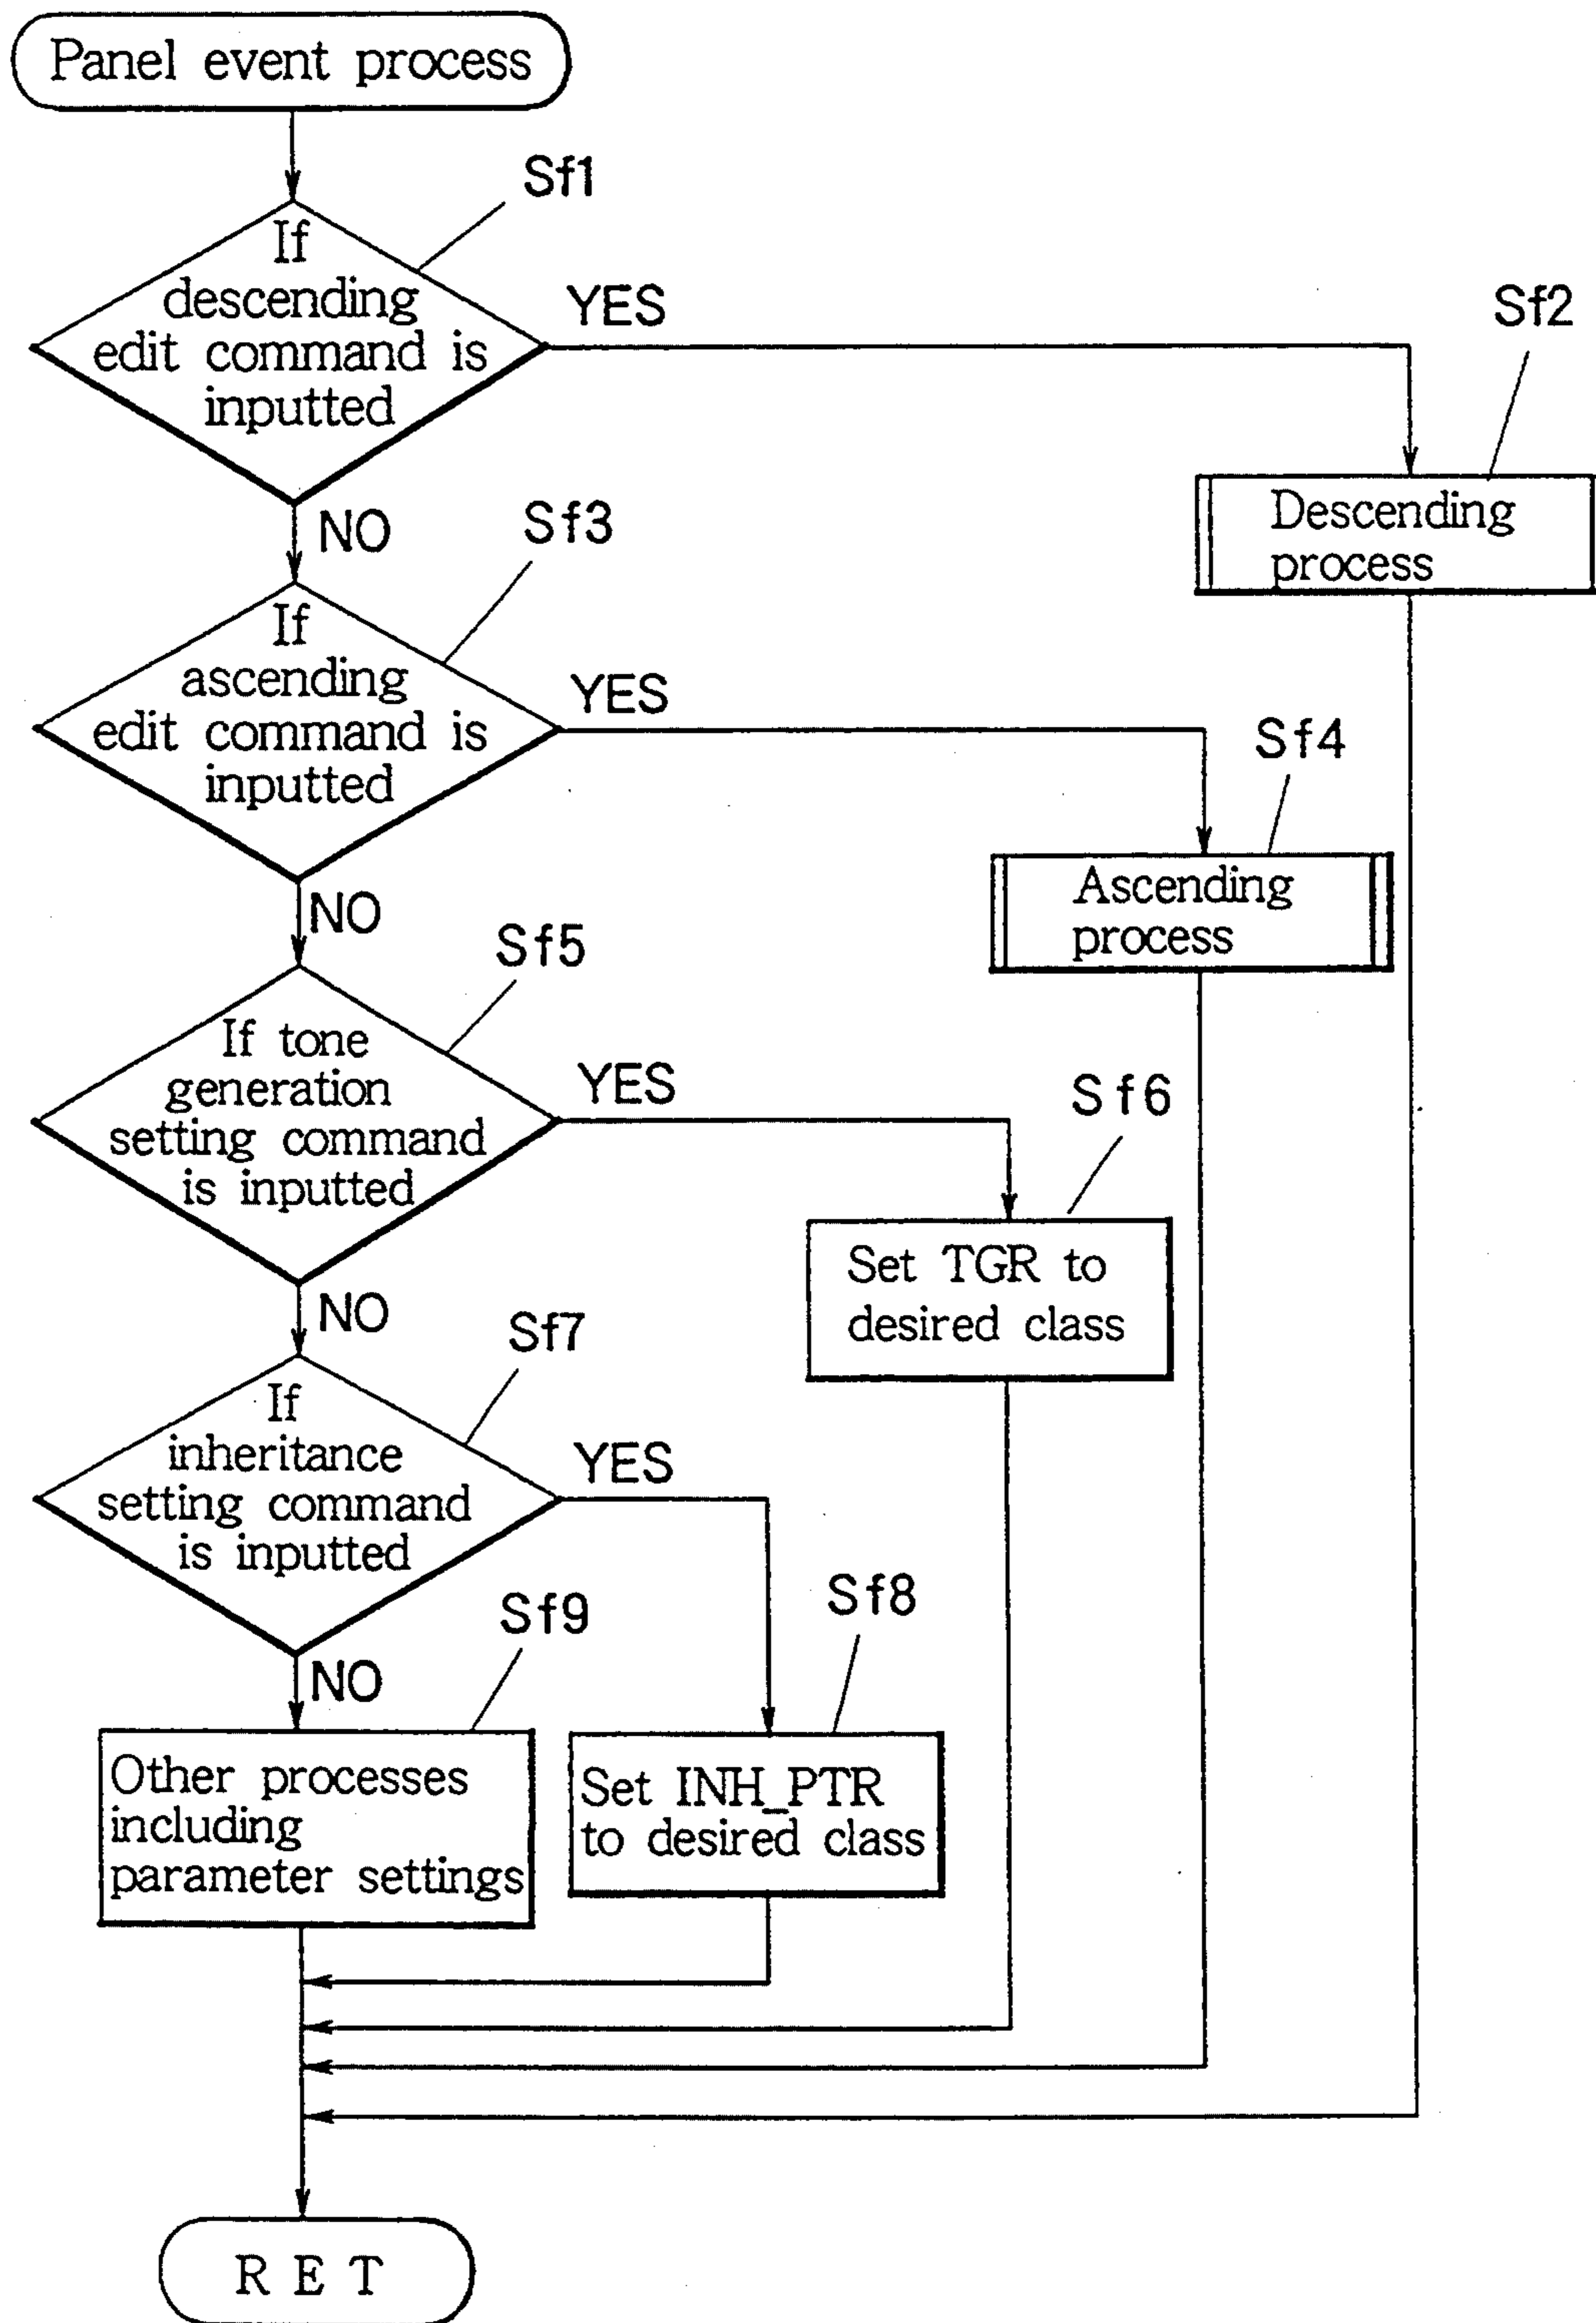 Panel event process
Sf1
If
descending
edit command is
inputted
YES
Sf2
Descending
process
NO
Sf3
If
ascending
edit command is
inputted
YES
Sf4
Ascending
process
NO
Sf5
If tone
generation
setting command
is inputted
YES
Sf6
Set TGR to
desired class
NO
Sf7
If
inheritance
setting command
is inputted
YES
Sf8
Set INH_PTR
to desired class
NO
Sf9
Other processes
including
parameter settings
RET